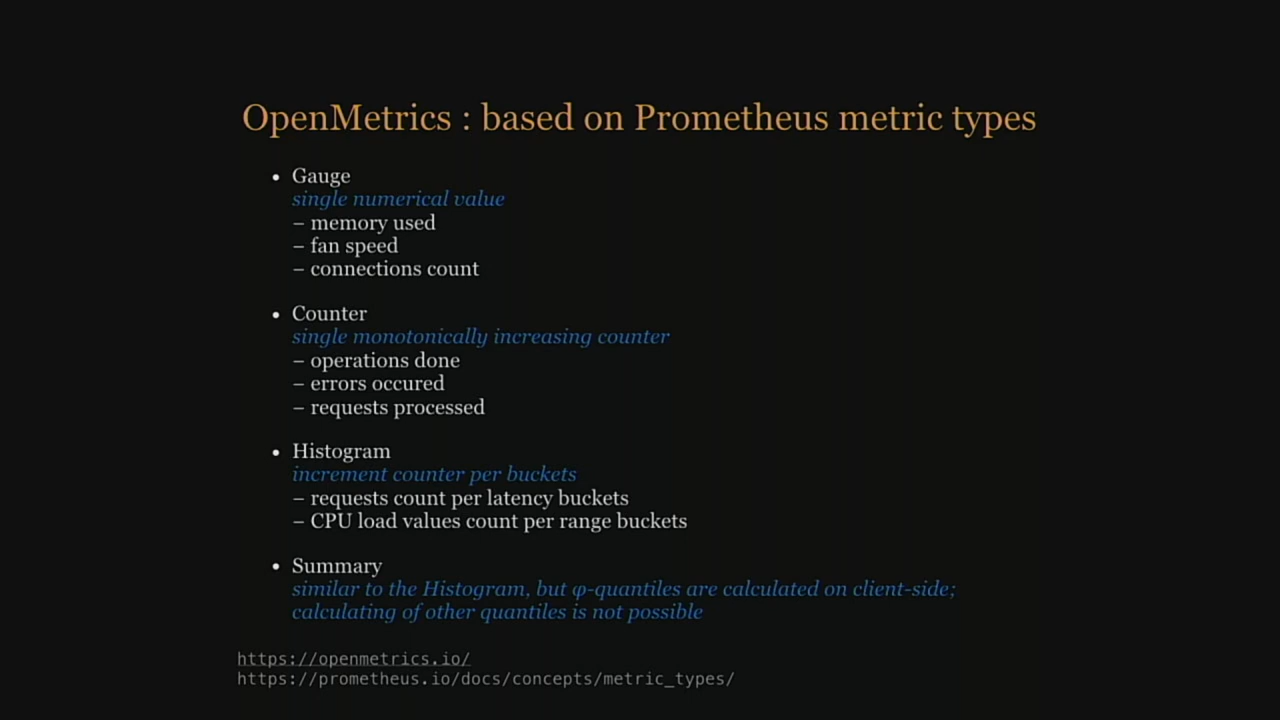 OpenMetrics : based on Prometheus metric types
• Gauge
single numerical value
– memory used
– fan speed
– connections count
• Counter
single monotonically increasing counter
– operations done
– errors occured
– requests processed
• Histogram
increment counter per buckets
– requests count per latency buckets
– CPU load values count per range buckets
• Summary
similar to the Histogram, but φ-quantiles are calculated on client-side;
calculating of other quantiles is not possible
https://openmetrics.io/
https://prometheus.io/docs/concepts/metric_types/